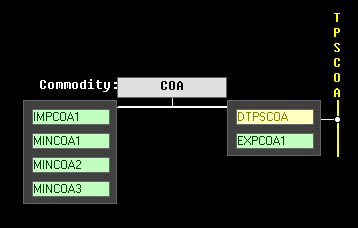 TPSCOA
Commodity: COA
IMPCOA1
MINCOA1
MINCOA2
MINCOA3
DTPSCOA
EXPCOA1